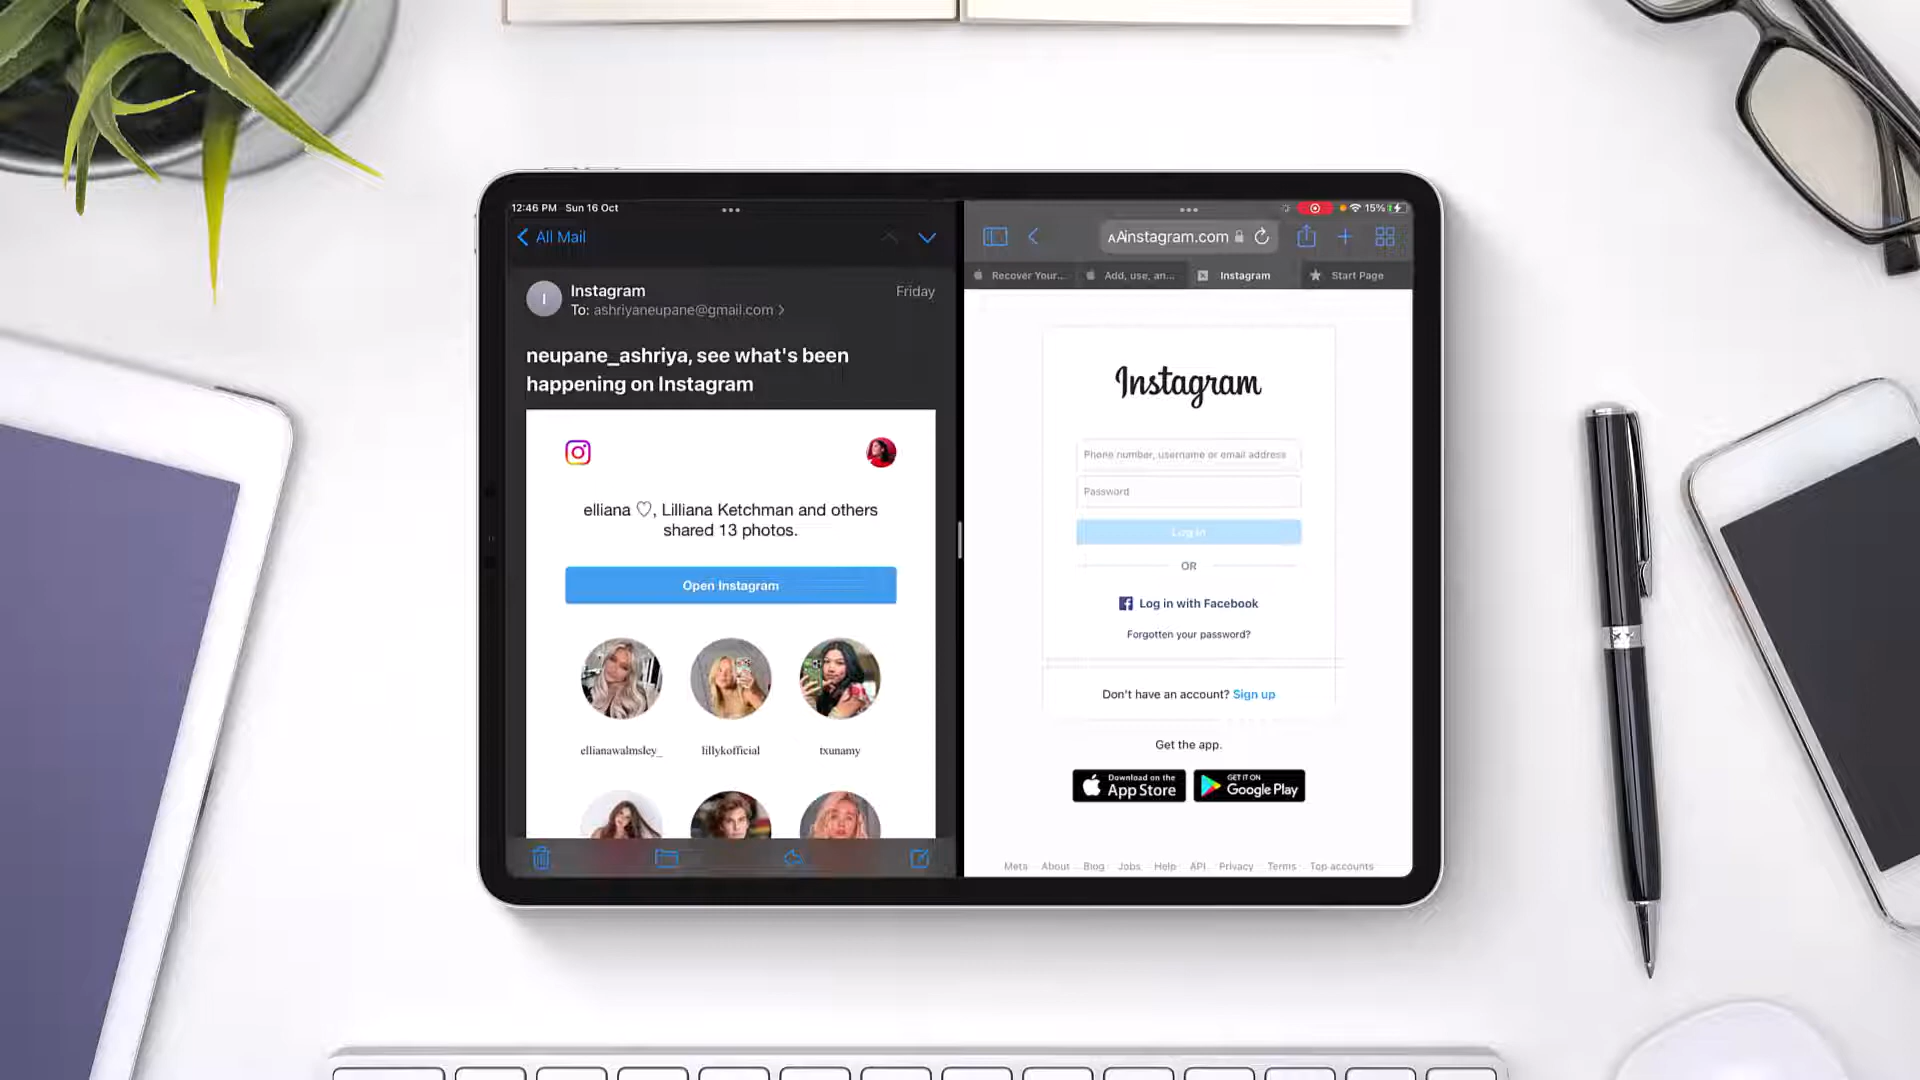 12:46 PM Sun 16 Oct
15%
All Mail
AA instagram.com
Recover Your...
Add, use, an...
Instagram
Start Page
I
Instagram
Friday
To: ashriyaneupane@gmail.com
neupane_ashriya, see what's been
happening on Instagram
elliana ♡, Lilliana Ketchman and others
shared 13 photos.
Open Instagram
ellianawalmsley_
lillykofficial
txunamy
Instagram
Phone number, username or email address
Password
Log in
OR
Log in with Facebook
Forgotten your password?
Don't have an account? Sign up
Get the app.
Download on the
App Store
GET IT ON
Google Play
Meta About Blog Jobs Help API Privacy Terms Top accounts